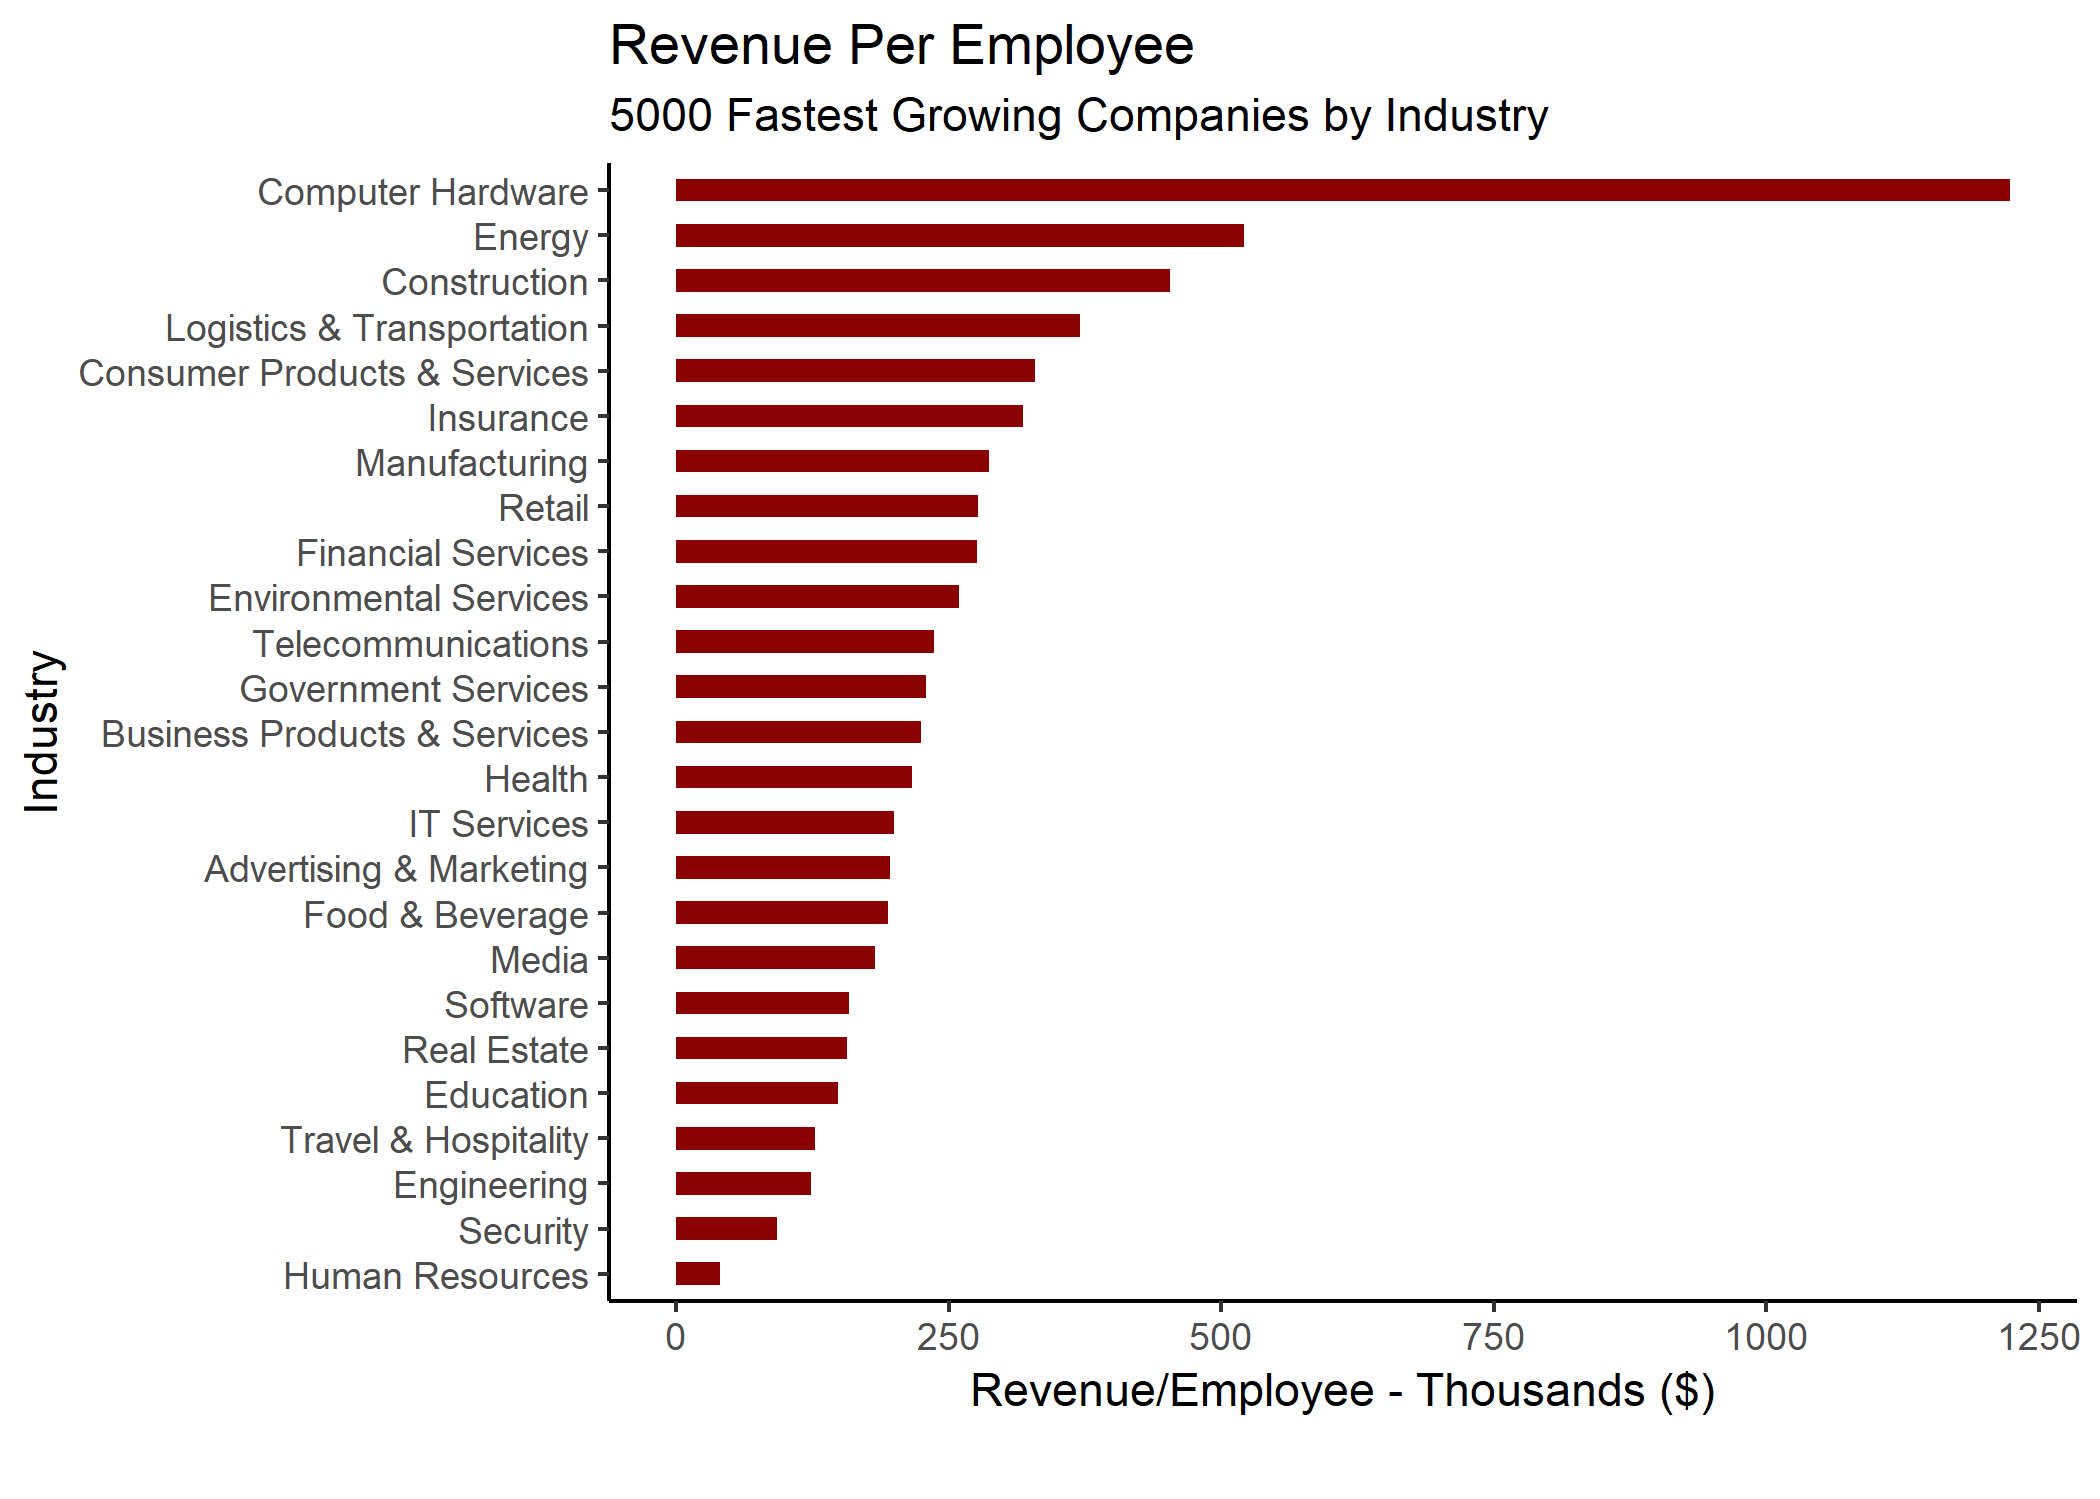 Revenue Per Employee
5000 Fastest Growing Companies by Industry
Industry
Computer Hardware
Energy
Construction
Logistics & Transportation
Consumer Products & Services
Insurance
Manufacturing
Retail
Financial Services
Environmental Services
Telecommunications
Government Services
Business Products & Services
Health
IT Services
Advertising & Marketing
Food & Beverage
Media
Software
Real Estate
Education
Travel & Hospitality
Engineering
Security
Human Resources
0 250 500 750 1000 1250
Revenue/Employee - Thousands ($)